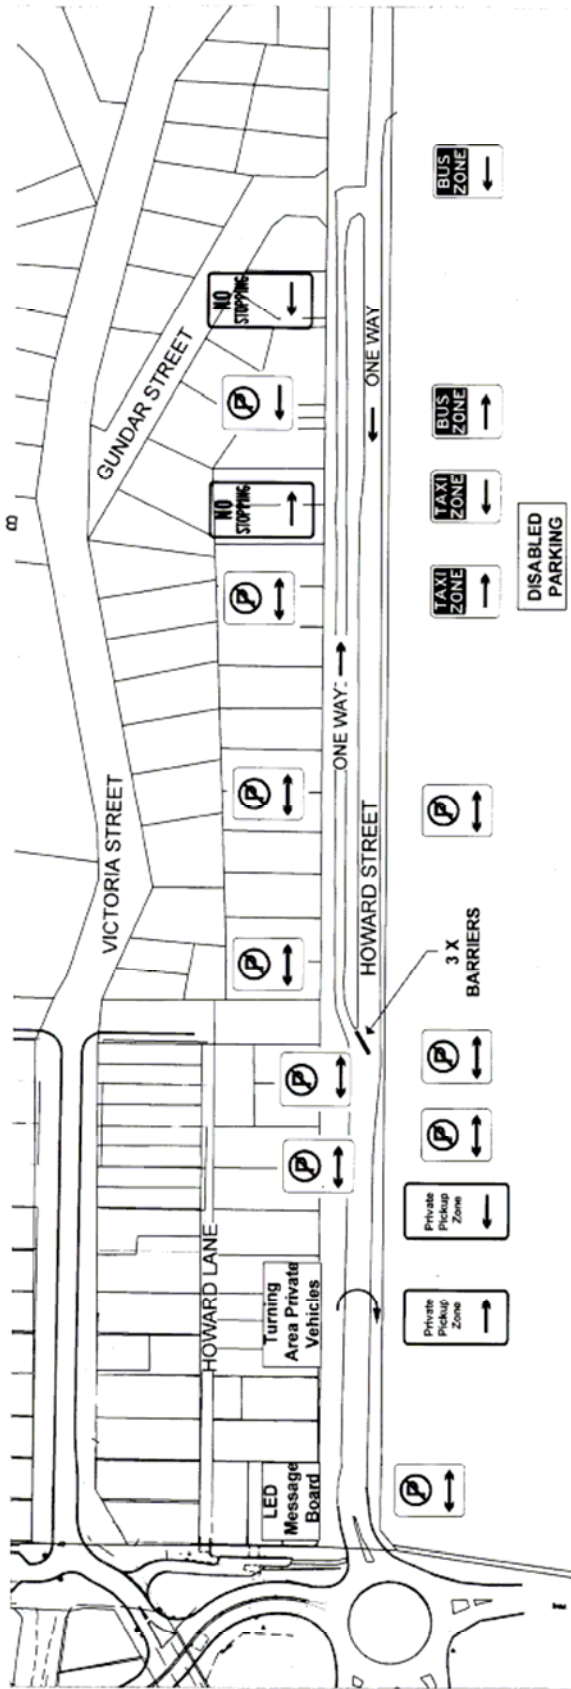 BUS
ZONE
NO
STOPPING
ONE WAY
GUNDAR STREET
BUS
ZONE
NO
STOPPING
TAXI
ZONE
TAXI
ZONE
DISABLED
PARKING
ONE WAY
VICTORIA STREET
HOWARD STREET
3 X
BARRIERS
Private
Pickup
Zone
HOWARD LANE
Turning
Area Private
Vehicles
Private
Pickup
Zone
LED
Message
Board